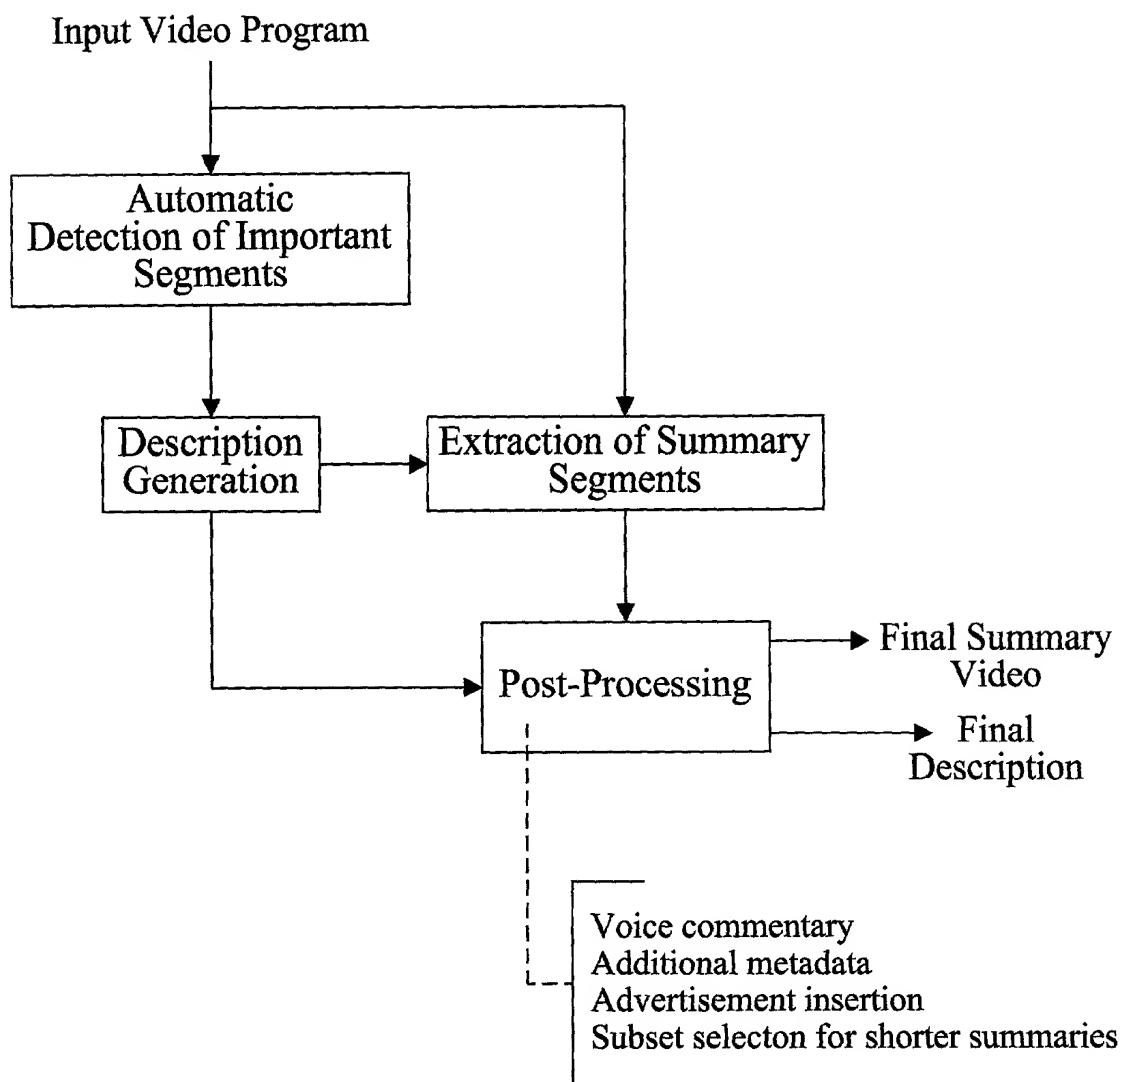 Input Video Program
Automatic
Detection of Important
Segments
Description
Generation
Extraction of Summary
Segments
Post-Processing
Final Summary
Video
Final
Description
Voice commentary
Additional metadata
Advertisement insertion
Subset selecton for shorter summaries